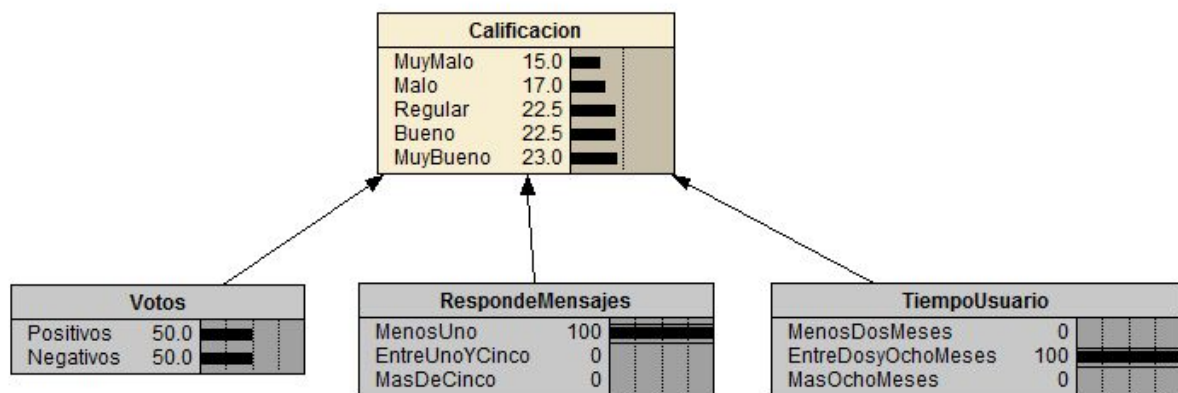 Calificacion
MuyMalo 15.0
Malo 17.0
Regular 22.5
Bueno 22.5
MuyBueno 23.0
Votos
Positivos 50.0
Negativos 50.0
RespondeMensajes
MenosUno 100
EntreUnoYCinco 0
MasDeCinco 0
TiempoUsuario
MenosDosMeses 0
EntreDosyOchoMeses 100
MasOchoMeses 0